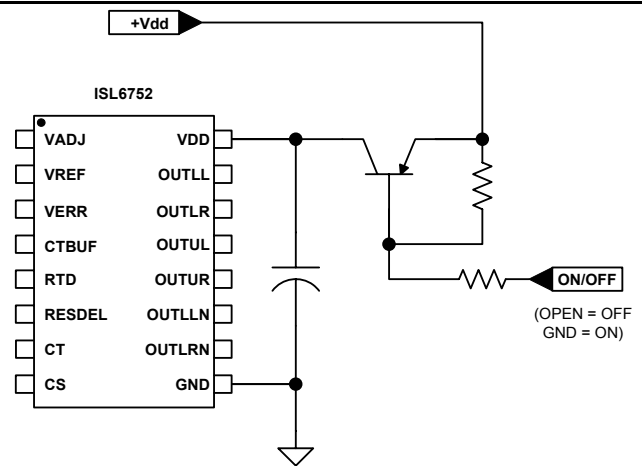 +Vdd
ISL6752
VADJ VDD
VREF OUTLL
VERR OUTLR
CTBUF OUTUL
RTD OUTUR
RESDEL OUTLLN
CT OUTLRN
CS GND
ON/OFF
(OPEN = OFF
GND = ON)